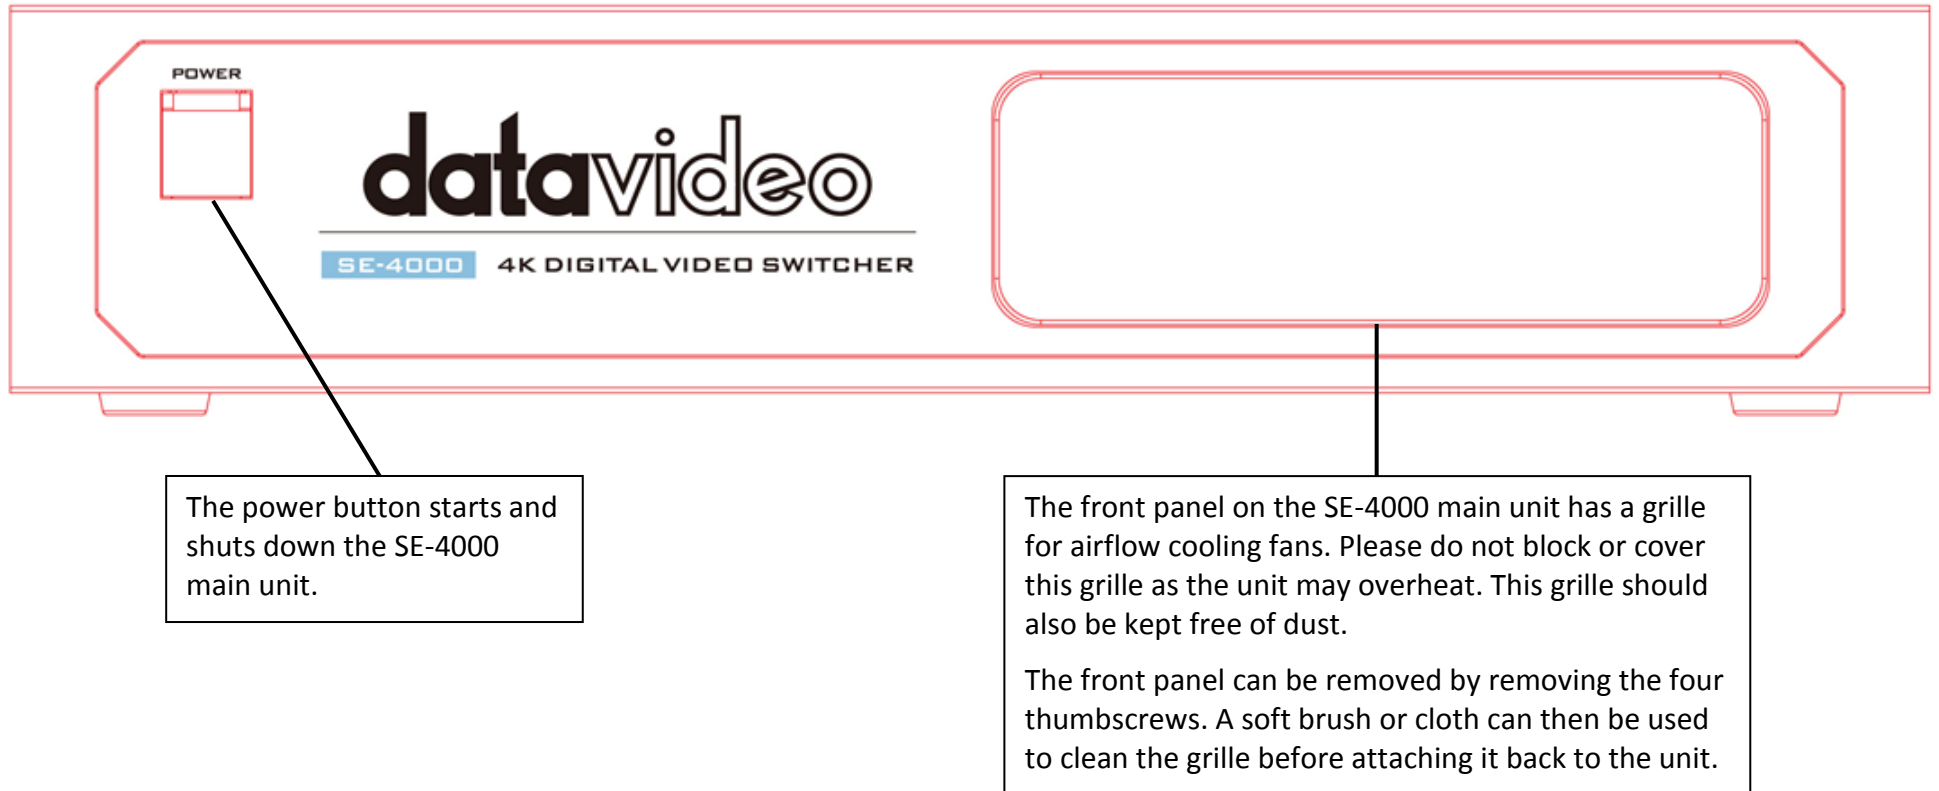 POWER
datavideo
SE-4000 4K DIGITAL VIDEO SWITCHER
The power button starts and
shuts down the SE-4000
main unit.
The front panel on the SE-4000 main unit has a grille
for airflow cooling fans. Please do not block or cover
this grille as the unit may overheat. This grille should
also be kept free of dust.
The front panel can be removed by removing the four
thumbscrews. A soft brush or cloth can then be used
to clean the grille before attaching it back to the unit.